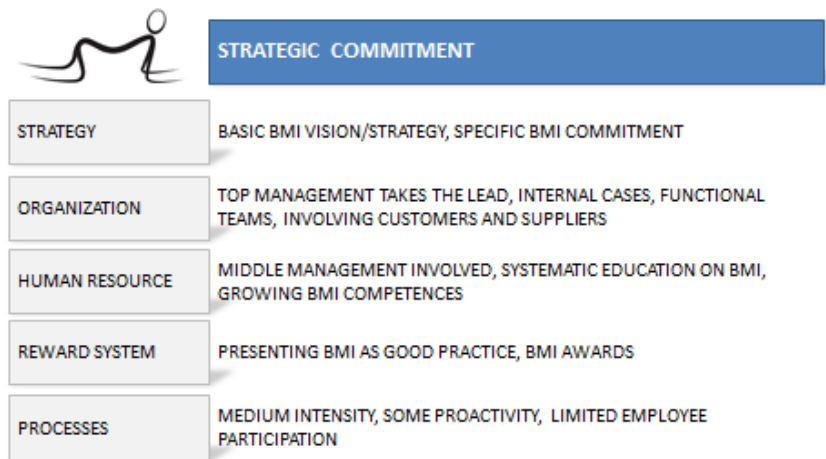 STRATEGIC COMMITMENT
STRATEGY
BASIC BMI VISION/STRATEGY, SPECIFIC BMI COMMITMENT
ORGANIZATION
TOP MANAGEMENT TAKES THE LEAD, INTERNAL CASES, FUNCTIONAL
TEAMS, INVOLVING CUSTOMERS AND SUPPLIERS
HUMAN RESOURCE
MIDDLE MANAGEMENT INVOLVED, SYSTEMATIC EDUCATION ON BMI,
GROWING BMI COMPETENCES
REWARD SYSTEM
PRESENTING BMI AS GOOD PRACTICE, BMI AWARDS
PROCESSES
MEDIUM INTENSITY, SOME PROACTIVITY, LIMITED EMPLOYEE
PARTICIPATION